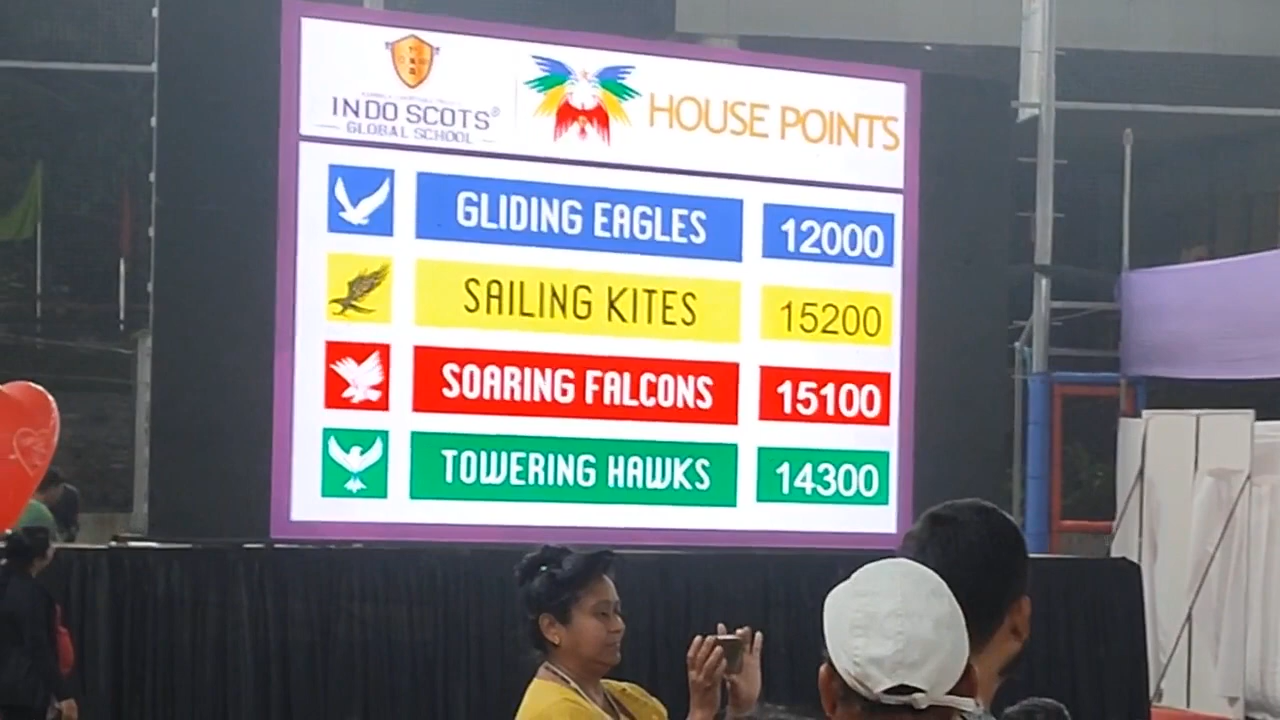 INDO SCOTS®
GLOBAL SCHOOL
HOUSE POINTS
GLIDING EAGLES 12000
SAILING KITES 15200
SOARING FALCONS 15100
TOWERING HAWKS 14300